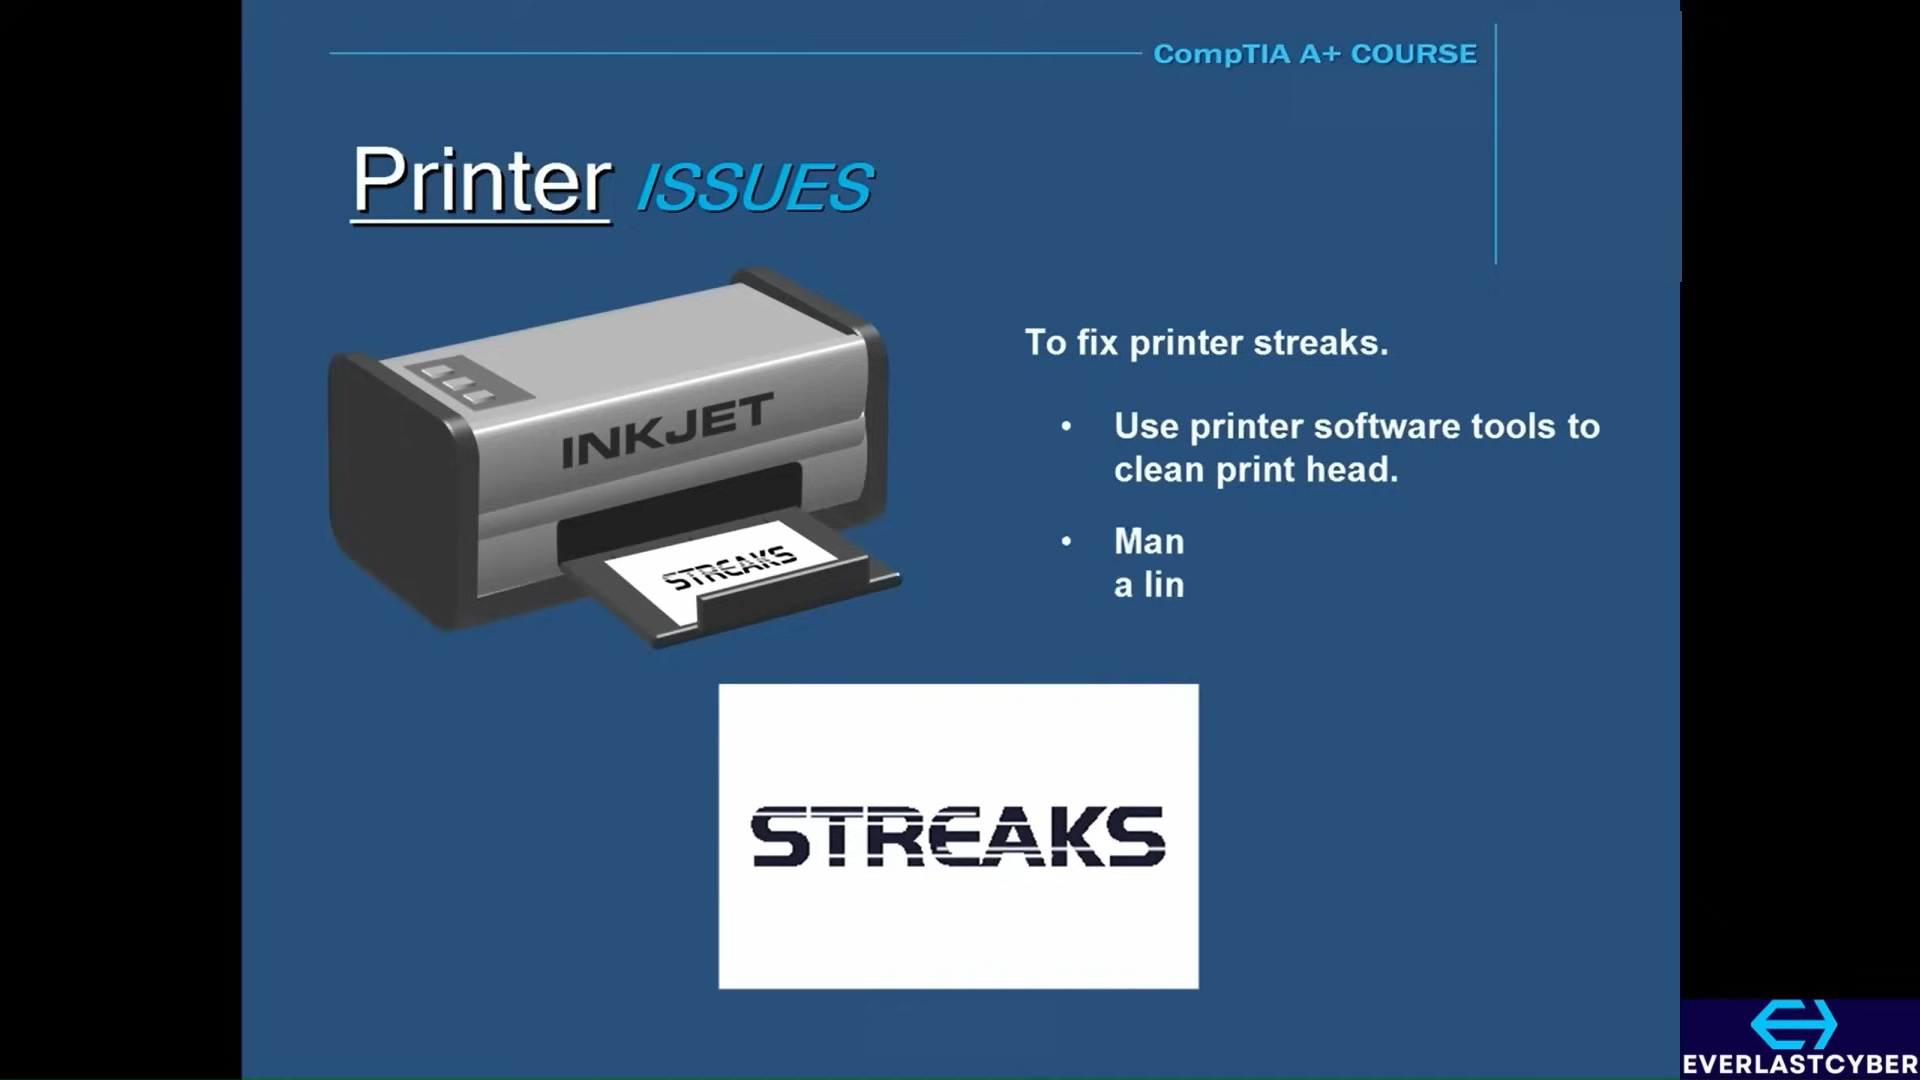 CompTIA A+ COURSE
Printer ISSUES
INKJET
STREAKS
To fix printer streaks.
• Use printer software tools to
clean print head.
• Man
a lin
STREAKS
EVERLASTCYBER